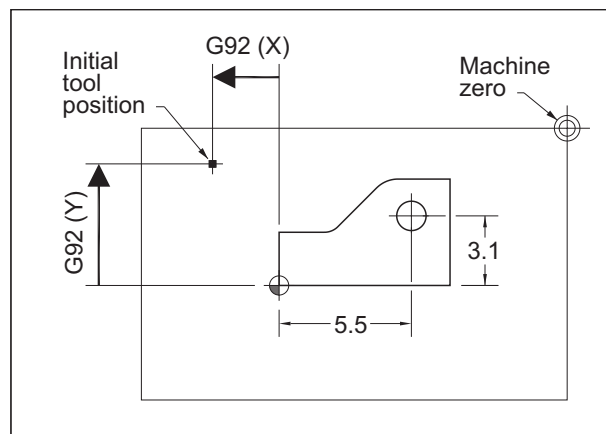 G92 (X)
Initial
tool
position
Machine
zero
G92 (Y)
3.1
5.5